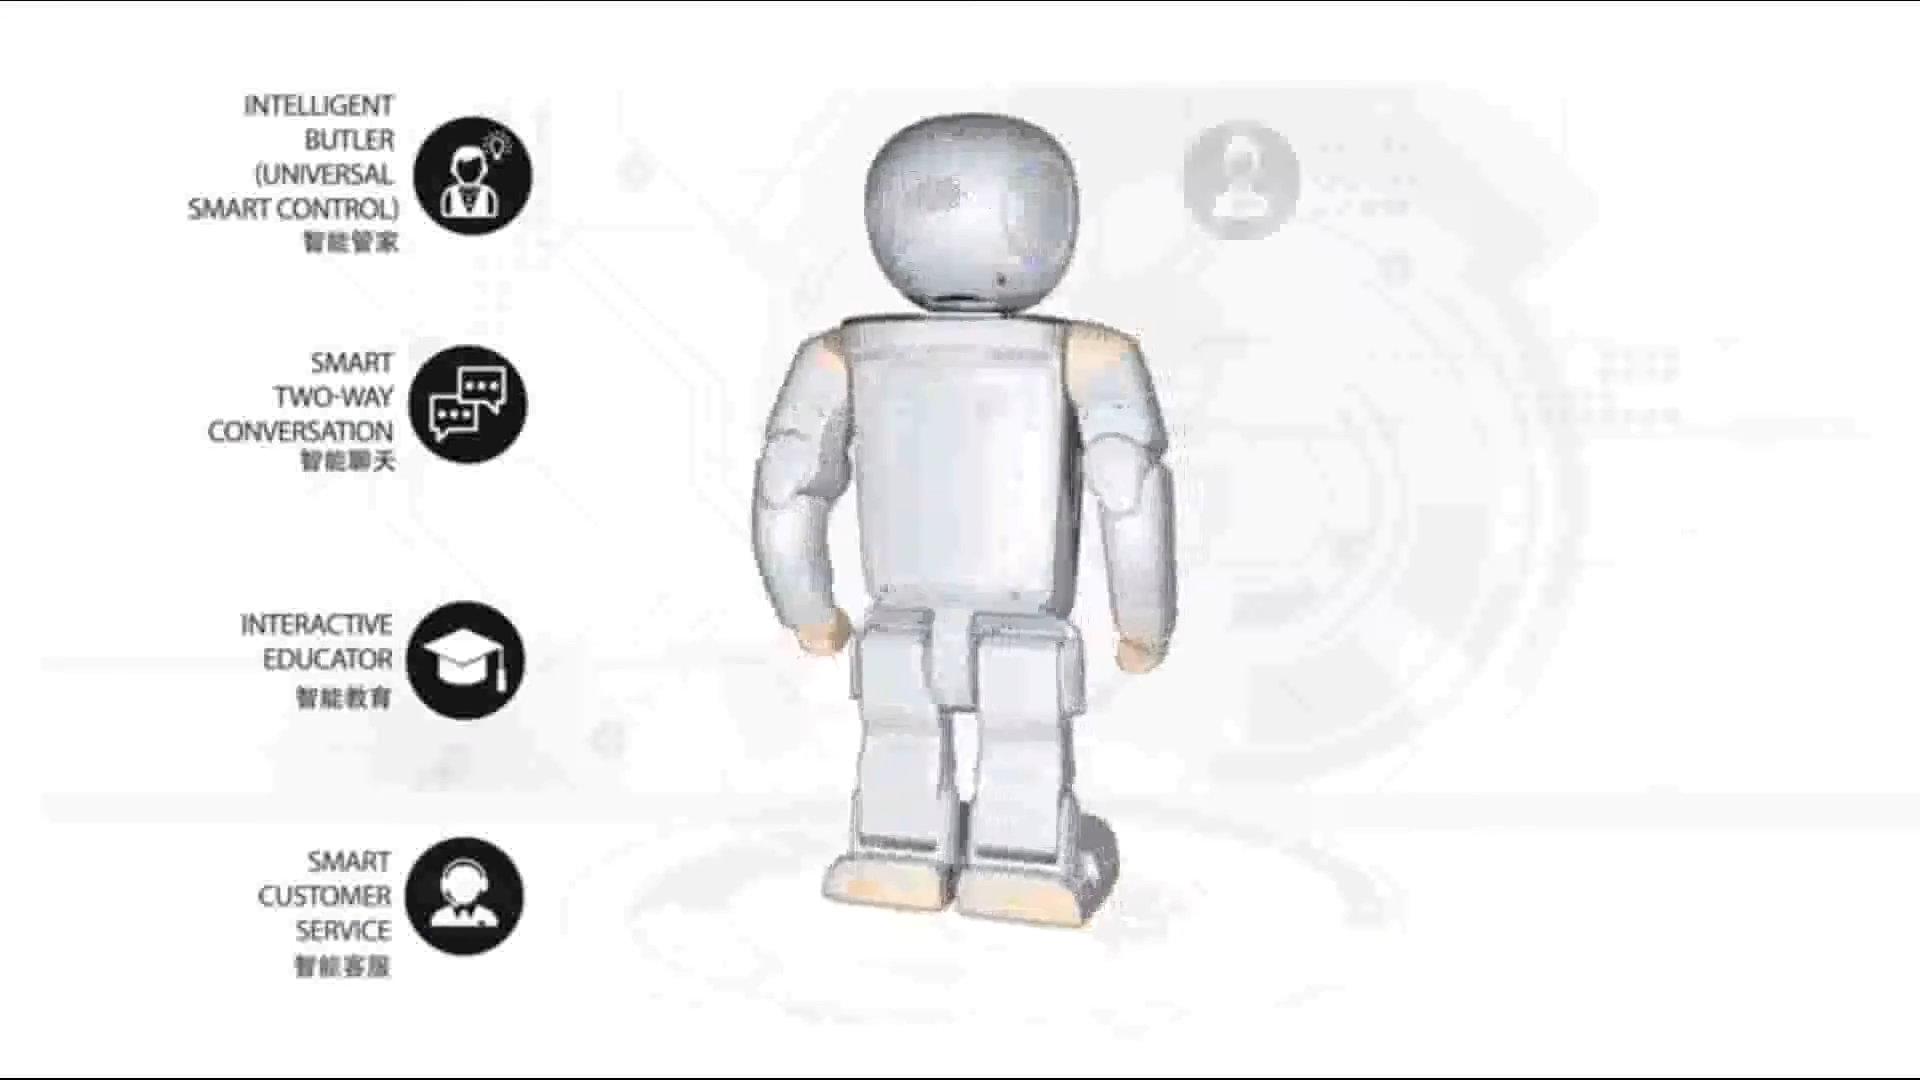 INTELLIGENT
BUTLER
(UNIVERSAL
SMART CONTROL)
智能管家
SMART
TWO-WAY
CONVERSATION
智能聊天
INTERACTIVE
EDUCATOR
智能教育
SMART
CUSTOMER
SERVICE
智能客服